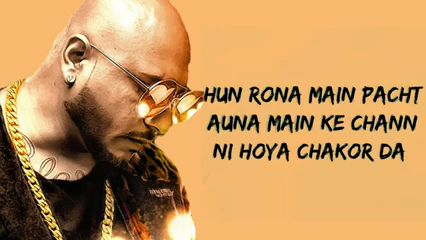 HUN RONA MAIN PACHT
AUNA MAIN KE CHANN
NI HOYA CHAKOR DA